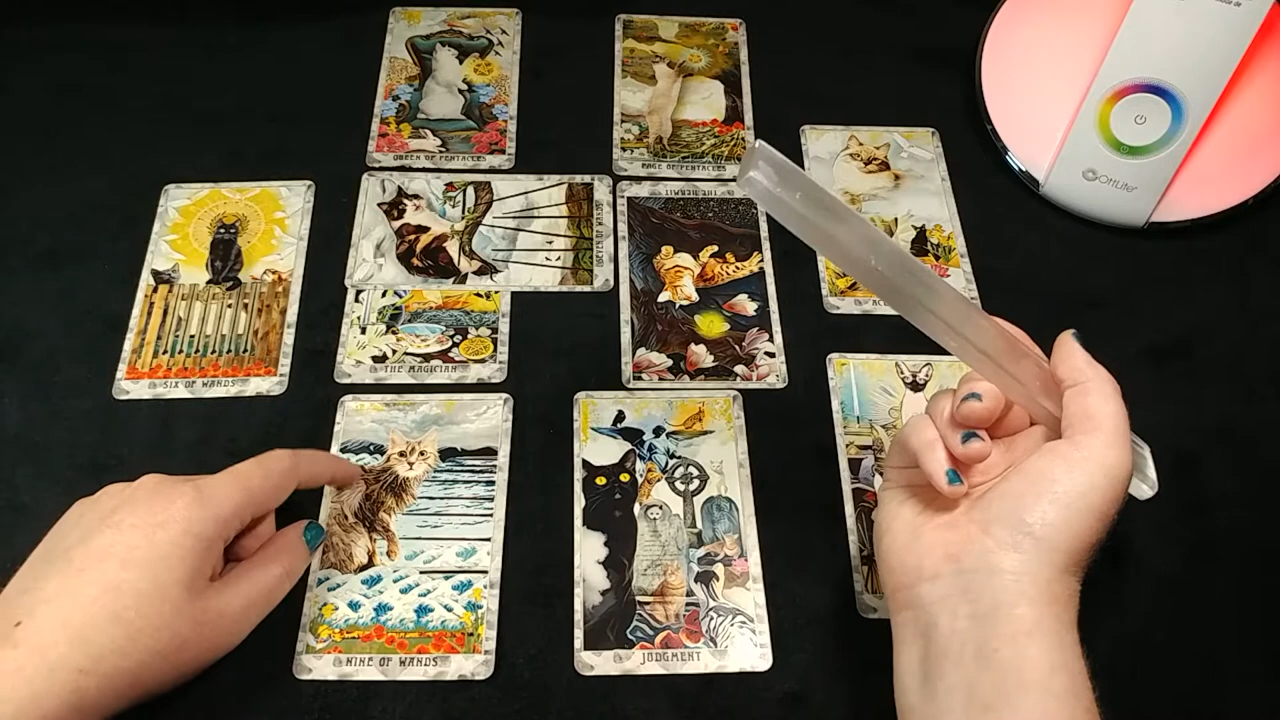 QUEEN OF PENTACLES
PAGE OF PENTACLES
THE HERMIT
SEVEN OF WANDS
SIX OF WANDS
THE MAGICIAN
NINE OF WANDS
JUDGMENT
OttLite